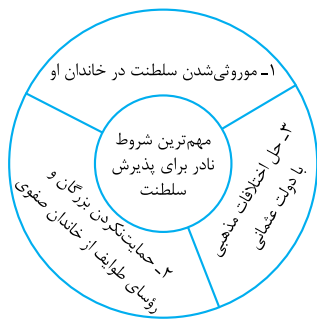 ۱ـ موروثی‌شدن سلطنت در خاندان او
مهم‌ترین شروط
نادر برای پذیرش
سلطنت
۲ـ حمایت‌نکردن بزرگان و
رؤسای طوایف از خاندان صفوی
۳ـ حل اختلافات مذهبی
با دولت عثمانی